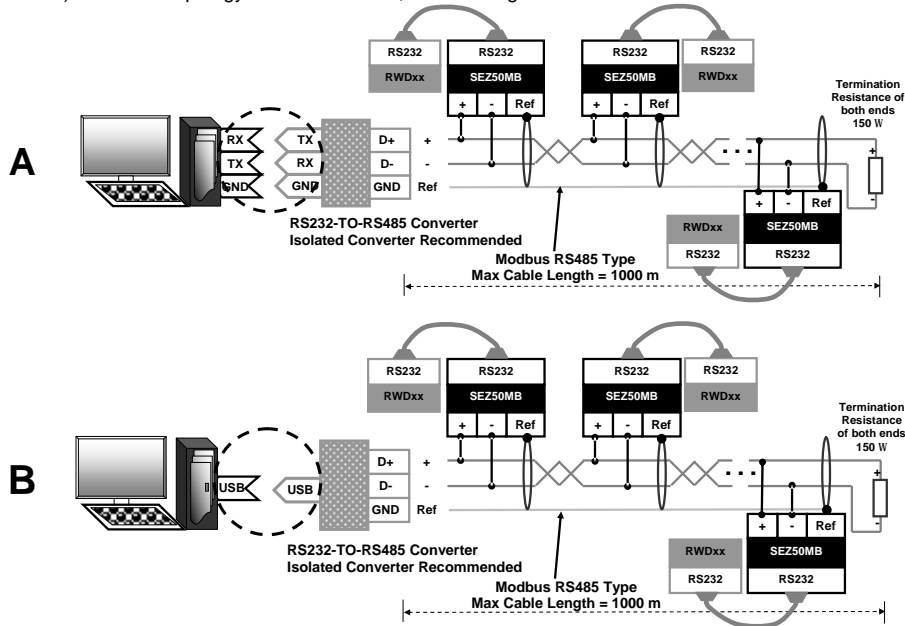 RS232 RS232 RS232 RS232
RWDxx SEZ50MB SEZ50MB RWDxx
+ - Ref + - Ref
Termination
Resistance of
both ends
150 W
A
RX TX D+ +
TX RX D- -
GND GND GND Ref
+
-
+ - Ref
RWDxx SEZ50MB
RS232 RS232
RS232-TO-RS485 Converter
Isolated Converter Recommended
Modbus RS485 Type
Max Cable Length = 1000 m
RS232 RS232 RS232 RS232
RWDxx SEZ50MB SEZ50MB RWDxx
+ - Ref + - Ref
Termination
Resistance
of both ends
150 W
B
D+ +
USB USB D- -
GND Ref
+
-
+ - Ref
RWDxx SEZ50MB
RS232 RS232
RS232-TO-RS485 Converter
Isolated Converter Recommended
Modbus RS485 Type
Max Cable Length = 1000 m